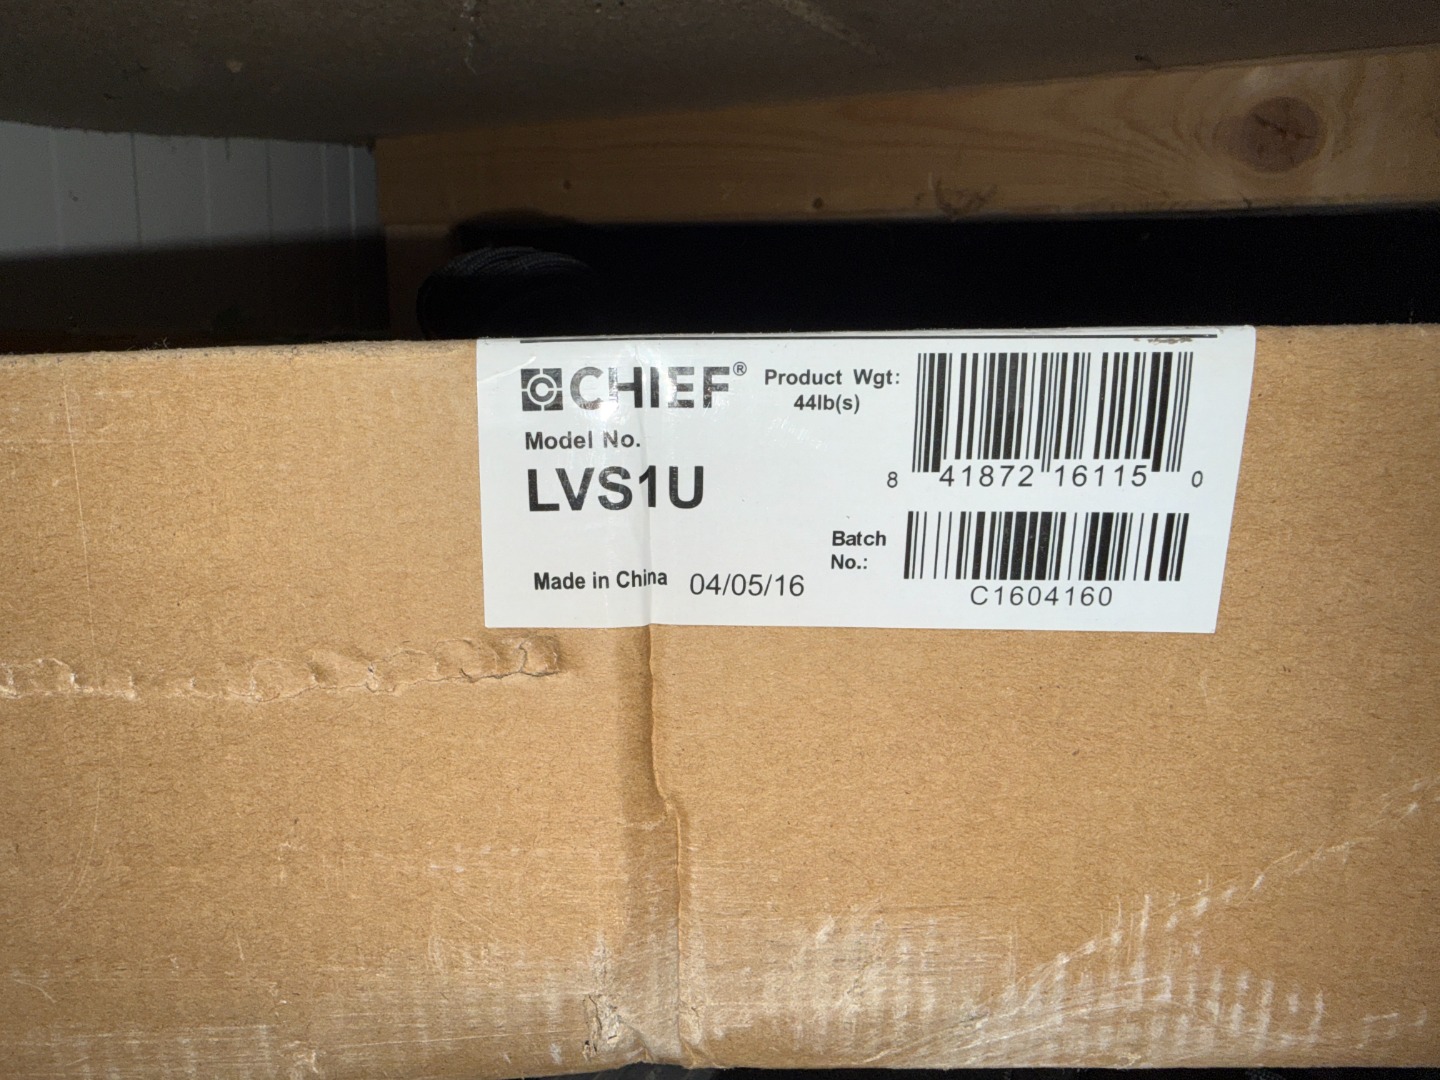 CHIEF®
Product Wgt:
44lb(s)
Model No.
LVS1U
8 41872 16115 0
Batch
No.:
Made in China 04/05/16
C1604160